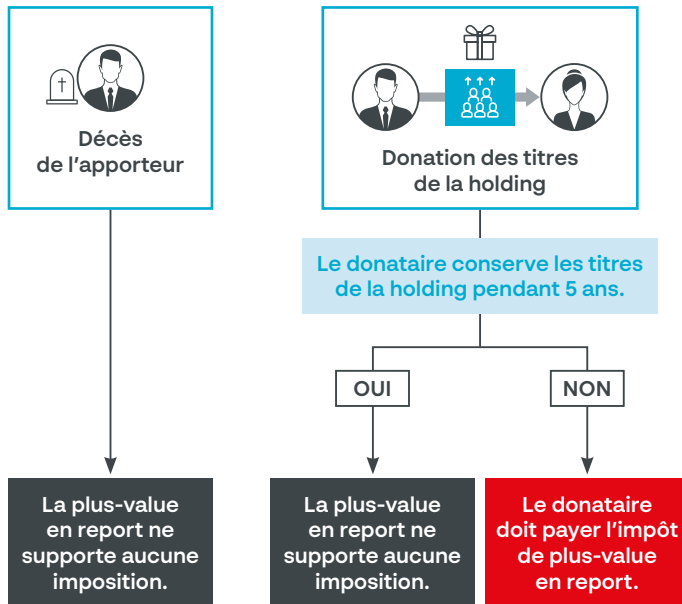 Décès
de l'apporteur
Donation des titres
de la holding
Le donataire conserve les titres
de la holding pendant 5 ans.
OUI
NON
La plus-value
en report ne
supporte aucune
imposition.
La plus-value
en report ne
supporte aucune
imposition.
Le donataire
doit payer l'impôt
de plus-value
en report.